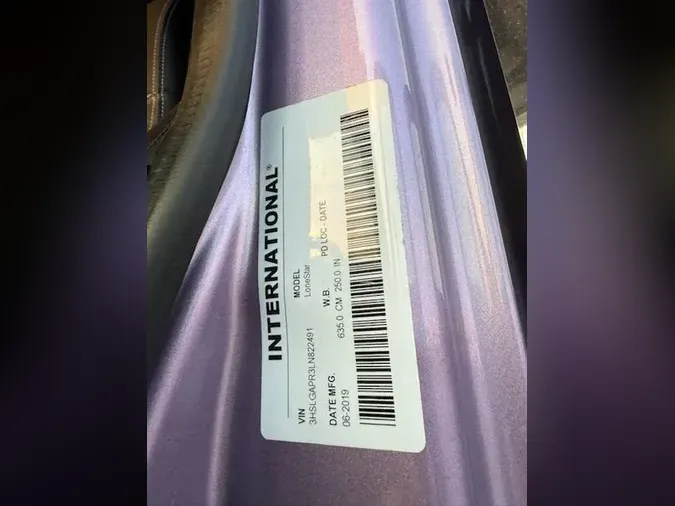 INTERNATIONAL®
MODEL
LoneStar
VIN
3HSLGAPR3LN822491
PD LOC - DATE
W.B.
DATE MFG.
635.0 CM 250.0 IN
06-2019